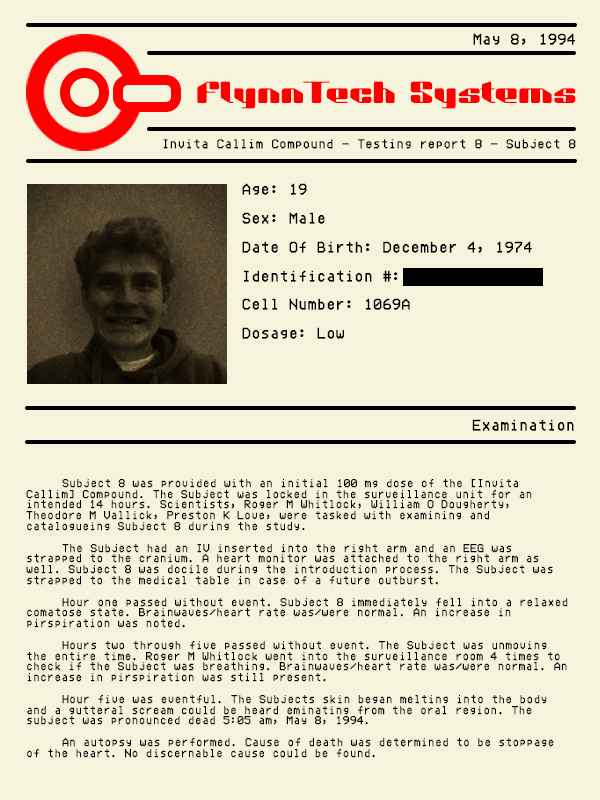 May 8, 1994
FlynnTech Systems
Invita Callim Compound - Testing report 8 - Subject 8
Age: 19
Sex: Male
Date Of Birth: December 4, 1974
Identification #:
Cell Number: 1069A
Dosage: Low
Examination
Subject 8 was provided with an initial 100 mg dose of the [Invita
Callim] Compound. The Subject was locked in the surveillance unit for an
intended 14 hours. Scientists, Roger M Whitlock, William O Dougherty,
Theodore M Vallick, Preston K Love, were tasked with examining and
catalogueing Subject 8 during the study.
The Subject had an IV inserted into the right arm and an EEG was
strapped to the cranium. A heart monitor was attached to the right arm as
well. Subject 8 was docile during the introduction process. The Subject was
strapped to the medical table in case of a future outburst.
Hour one passed without event. Subject 8 immediately fell into a relaxed
comatose state. Brainwaves/heart rate was/were normal. An increase in
pirspiration was noted.
Hours two through five passed without event. The Subject was unmoving
the entire time. Roger M Whitlock went into the surveillance room 4 times to
check if the Subject was breathing. Brainwaves/heart rate was/were normal. An
increase in pirspiration was still present.
Hour five was eventful. The Subjects skin began melting into the body
and a gutteral scream could be heard eminating from the oral region. The
subject was pronounced dead 5:05 am, May 8, 1994.
An autopsy was performed. Cause of death was determined to be stoppage
of the heart. No discernable cause could be found.